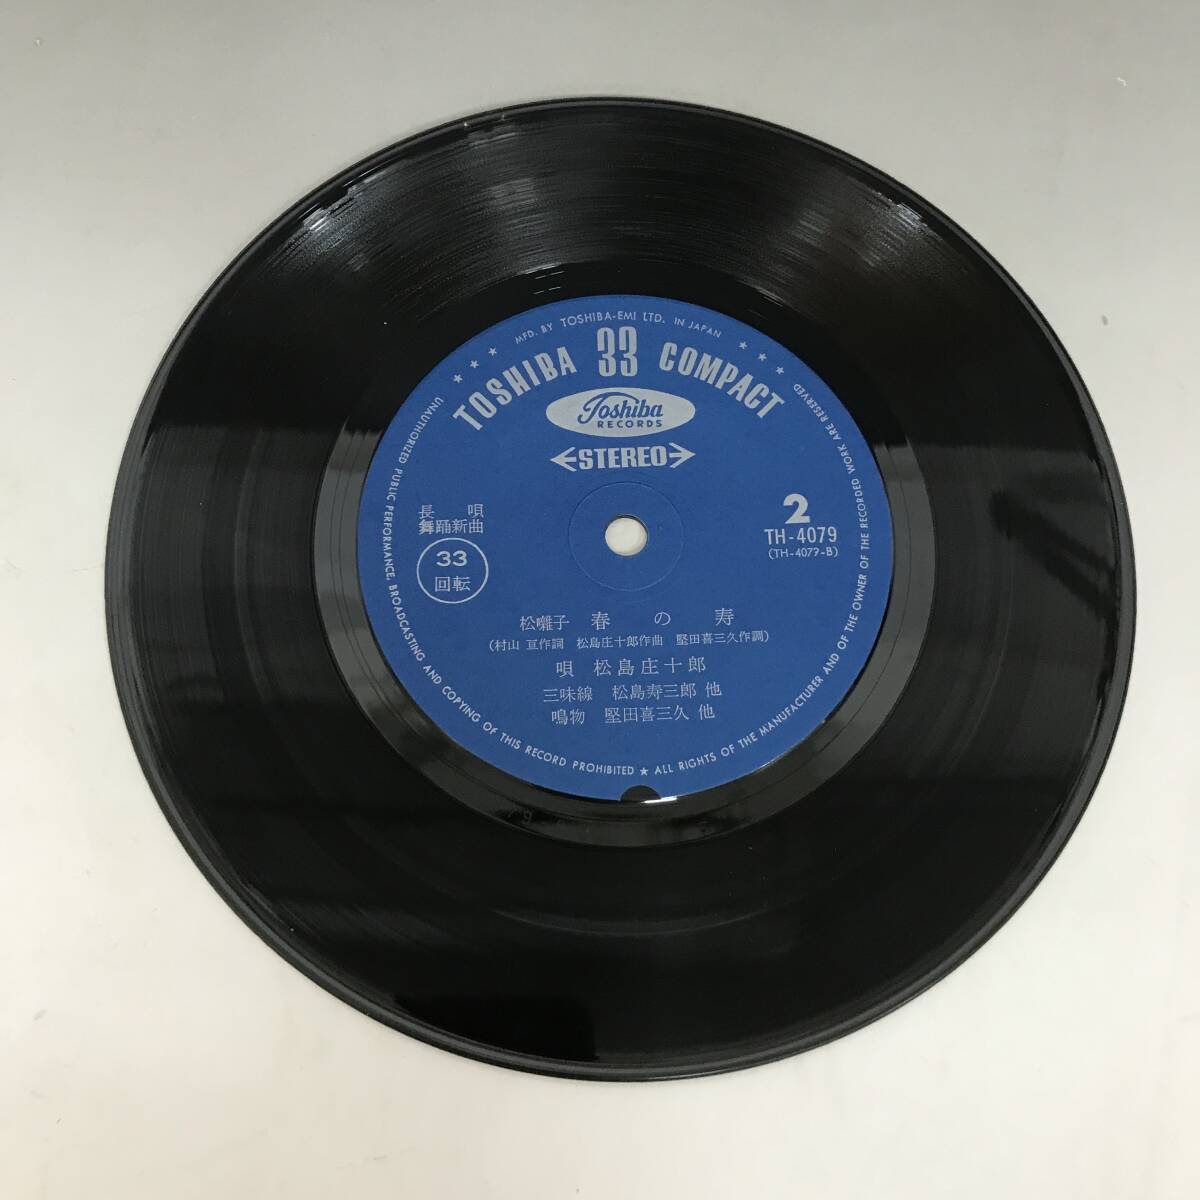 MFD. BY TOSHIBA-EMI LTD. IN JAPAN
★ ★ ★ TOSHIBA 33 COMPACT ★ ★ ★
Toshiba
RECORDS
STEREO
長唄
舞踊新曲
33
回転
2
TH-4079
(TH-4079-B)
松囃子 春の寿
(村山 亘作詞 松島庄十郎作曲 堅田喜三久作調)
唄 松島庄十郎
三味線 松島寿三郎 他
鳴物 堅田喜三久 他
UNAUTHORIZED PUBLIC PERFORMANCE, BROADCASTING AND COPYING OF THIS RECORD PROHIBITED ★ ALL RIGHTS OF THE MANUFACTURER AND OF THE OWNER OF THE RECORDED WORK ARE RESERVED